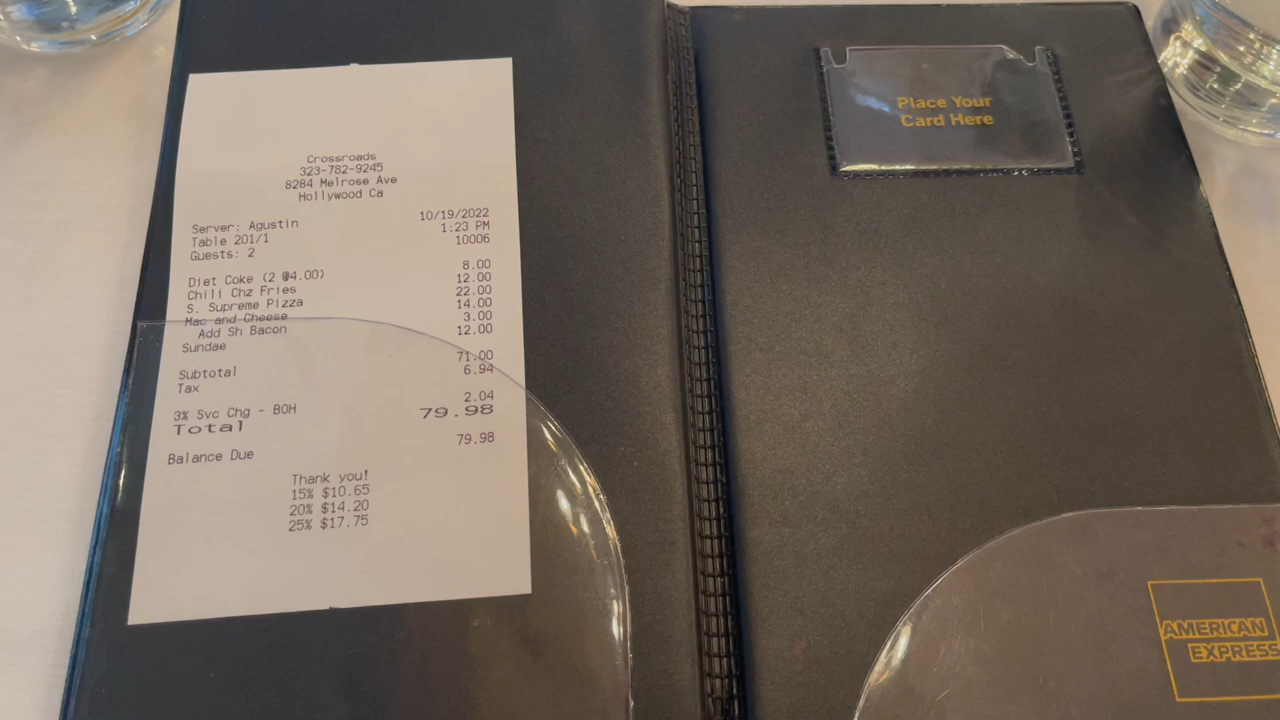 Crossroads
323-782-9245
8284 Melrose Ave
Hollywood Ca
Server: Agustin 10/19/2022
Table 201/1 1:23 PM
Guests: 2 10006
Diet Coke (2 @4.00) 8.00
Chili Chz Fries 12.00
S. Supreme Pizza 22.00
Mac and Cheese 14.00
Add Sh Bacon 3.00
Sundae 12.00
Subtotal 71.00
Tax 6.94
3% Svc Chg - BOH 2.04
Total 79.98
Balance Due 79.98
Thank you!
15% $10.65
20% $14.20
25% $17.75
Place Your
Card Here
AMERICAN
EXPRESS